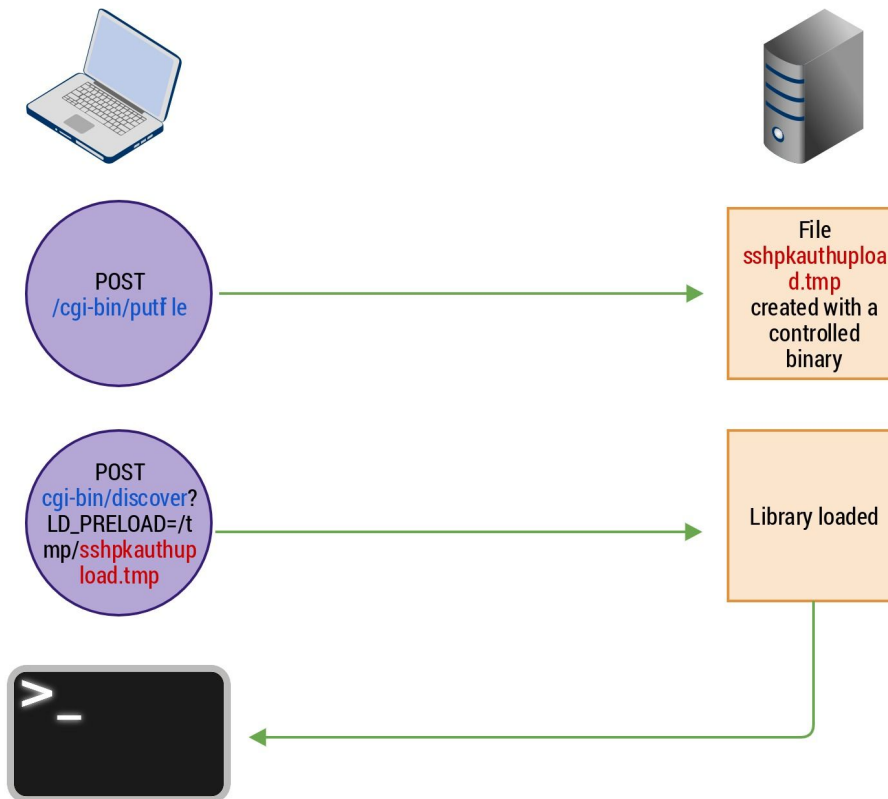 POST
/cgi-bin/putf le
File
sshpkauthuploa
d.tmp
created with a
controlled
binary
POST
cgi-bin/discover?
LD_PRELOAD=/t
mp/sshpkauthup
load.tmp
Library loaded
>_